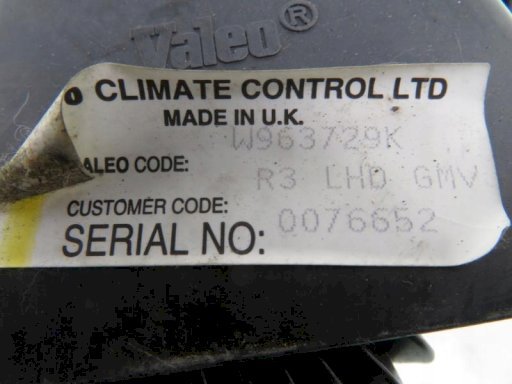 Valeo®
o CLIMATE CONTROL LTD
MADE IN U.K.
W963729K
ALEO CODE:
R3 LHD GMV
CUSTOMER CODE:
0076652
SERIAL NO: